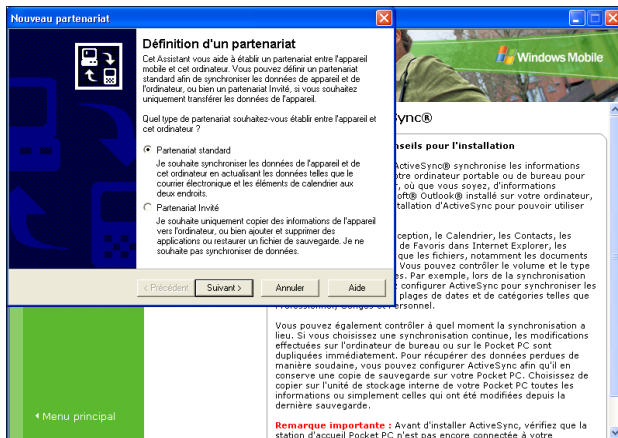 Nouveau partenariat
Définition d'un partenariat
Cet Assistant vous aide à établir un partenariat entre l'appareil
mobile et cet ordinateur. Vous pouvez définir un partenariat
standard afin de synchroniser les données de appareil et de
l'ordinateur, ou bien un partenariat Invité, si vous souhaitez
uniquement transférer les données de l'appareil.
Quel type de partenariat souhaitez-vous établir entre l'appareil et
cet ordinateur ?
Partenariat standard
Je souhaite synchroniser les données de l'appareil et de
cet ordinateur en actualisant les données telles que le
courrier électronique et les éléments de calendrier aux
deux endroits.
Partenariat Invité
Je souhaite uniquement copier des informations de l'appareil
vers l'ordinateur, ou bien ajouter et supprimer des
applications ou restaurer un fichier de sauvegarde. Je ne
souhaite pas synchroniser de données.
< Précédent Suivant > Annuler Aide
Windows Mobile
Sync®
nseils pour l'installation
ActiveSync® synchronise les informations
otre ordinateur portable ou de bureau pour
r, où que vous soyez, d'informations
soft® Outlook® installé sur votre ordinateur,
tallation d'ActiveSync pour pouvoir utiliser
ception, le Calendrier, les Contacts, les
de Favoris dans Internet Explorer, les
que les fichiers, notamment les documents
Vous pouvez contrôler le volume et le type
es. Par exemple, lors de la synchronisation
configurer ActiveSync pour synchroniser les
plages de dates et de catégories telles que
Professionnel, Congés et Personnel.
Vous pouvez également contrôler à quel moment la synchronisation a
lieu. Si vous choisissez une synchronisation continue, les modifications
effectuées sur l'ordinateur de bureau ou sur le Pocket PC sont
dupliquées immédiatement. Pour récupérer des données perdues de
manière soudaine, vous pouvez configurer ActiveSync afin qu'il en
conserve une copie de sauvegarde sur votre Pocket PC. Choisissez de
copier sur l'unité de stockage interne de votre Pocket PC toutes les
informations ou simplement celles qui ont été modifiées depuis la
dernière sauvegarde.
Remarque importante : Avant d'installer ActiveSync, vérifiez que la
station d'accueil Pocket PC n'est pas encore connectée à votre
Menu principal